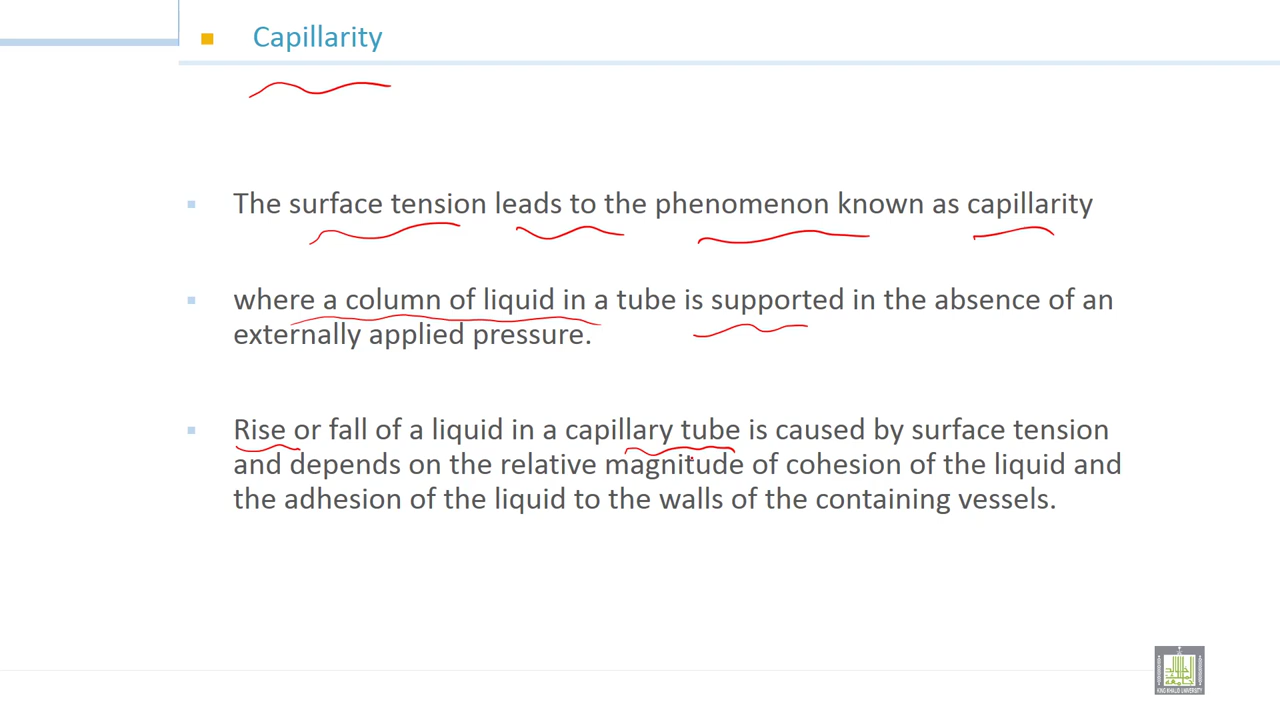 Capillarity
The surface tension leads to the phenomenon known as capillarity
where a column of liquid in a tube is supported in the absence of an
externally applied pressure.
Rise or fall of a liquid in a capillary tube is caused by surface tension
and depends on the relative magnitude of cohesion of the liquid and
the adhesion of the liquid to the walls of the containing vessels.
KING KHALID UNIVERSITY